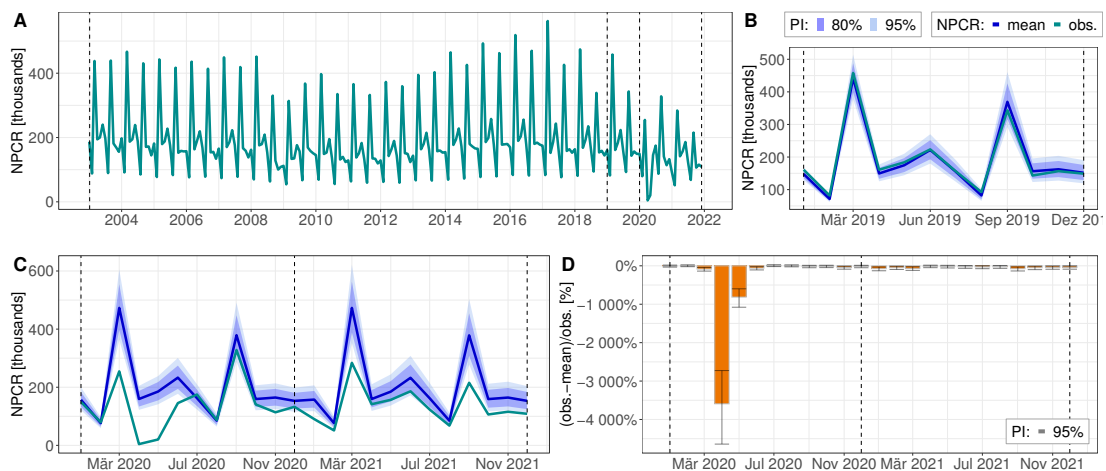 A
NPCR [thousands]
400
200
0
2004 2006 2008 2010 2012 2014 2016 2018 2020 2022
PI: 80% 95% NPCR: mean obs.
B
NPCR [thousands]
500
400
300
200
100
Mär 2019 Jun 2019 Sep 2019 Dez 201
C
NPCR [thousands]
600
400
200
0
Mär 2020 Jul 2020 Nov 2020 Mär 2021 Jul 2021 Nov 2021
D
(obs.−mean)/obs. [%]
0%
−1 000%
−2 000%
−3 000%
−4 000%
PI: 95%
Mär 2020 Jul 2020 Nov 2020 Mär 2021 Jul 2021 Nov 2021